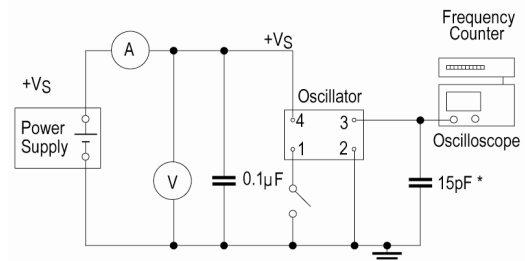 Frequency
Counter
+VS
A
+VS
Oscillator
Power
Supply
4 3
1 2
Oscilloscope
V
0.1µF
15pF *